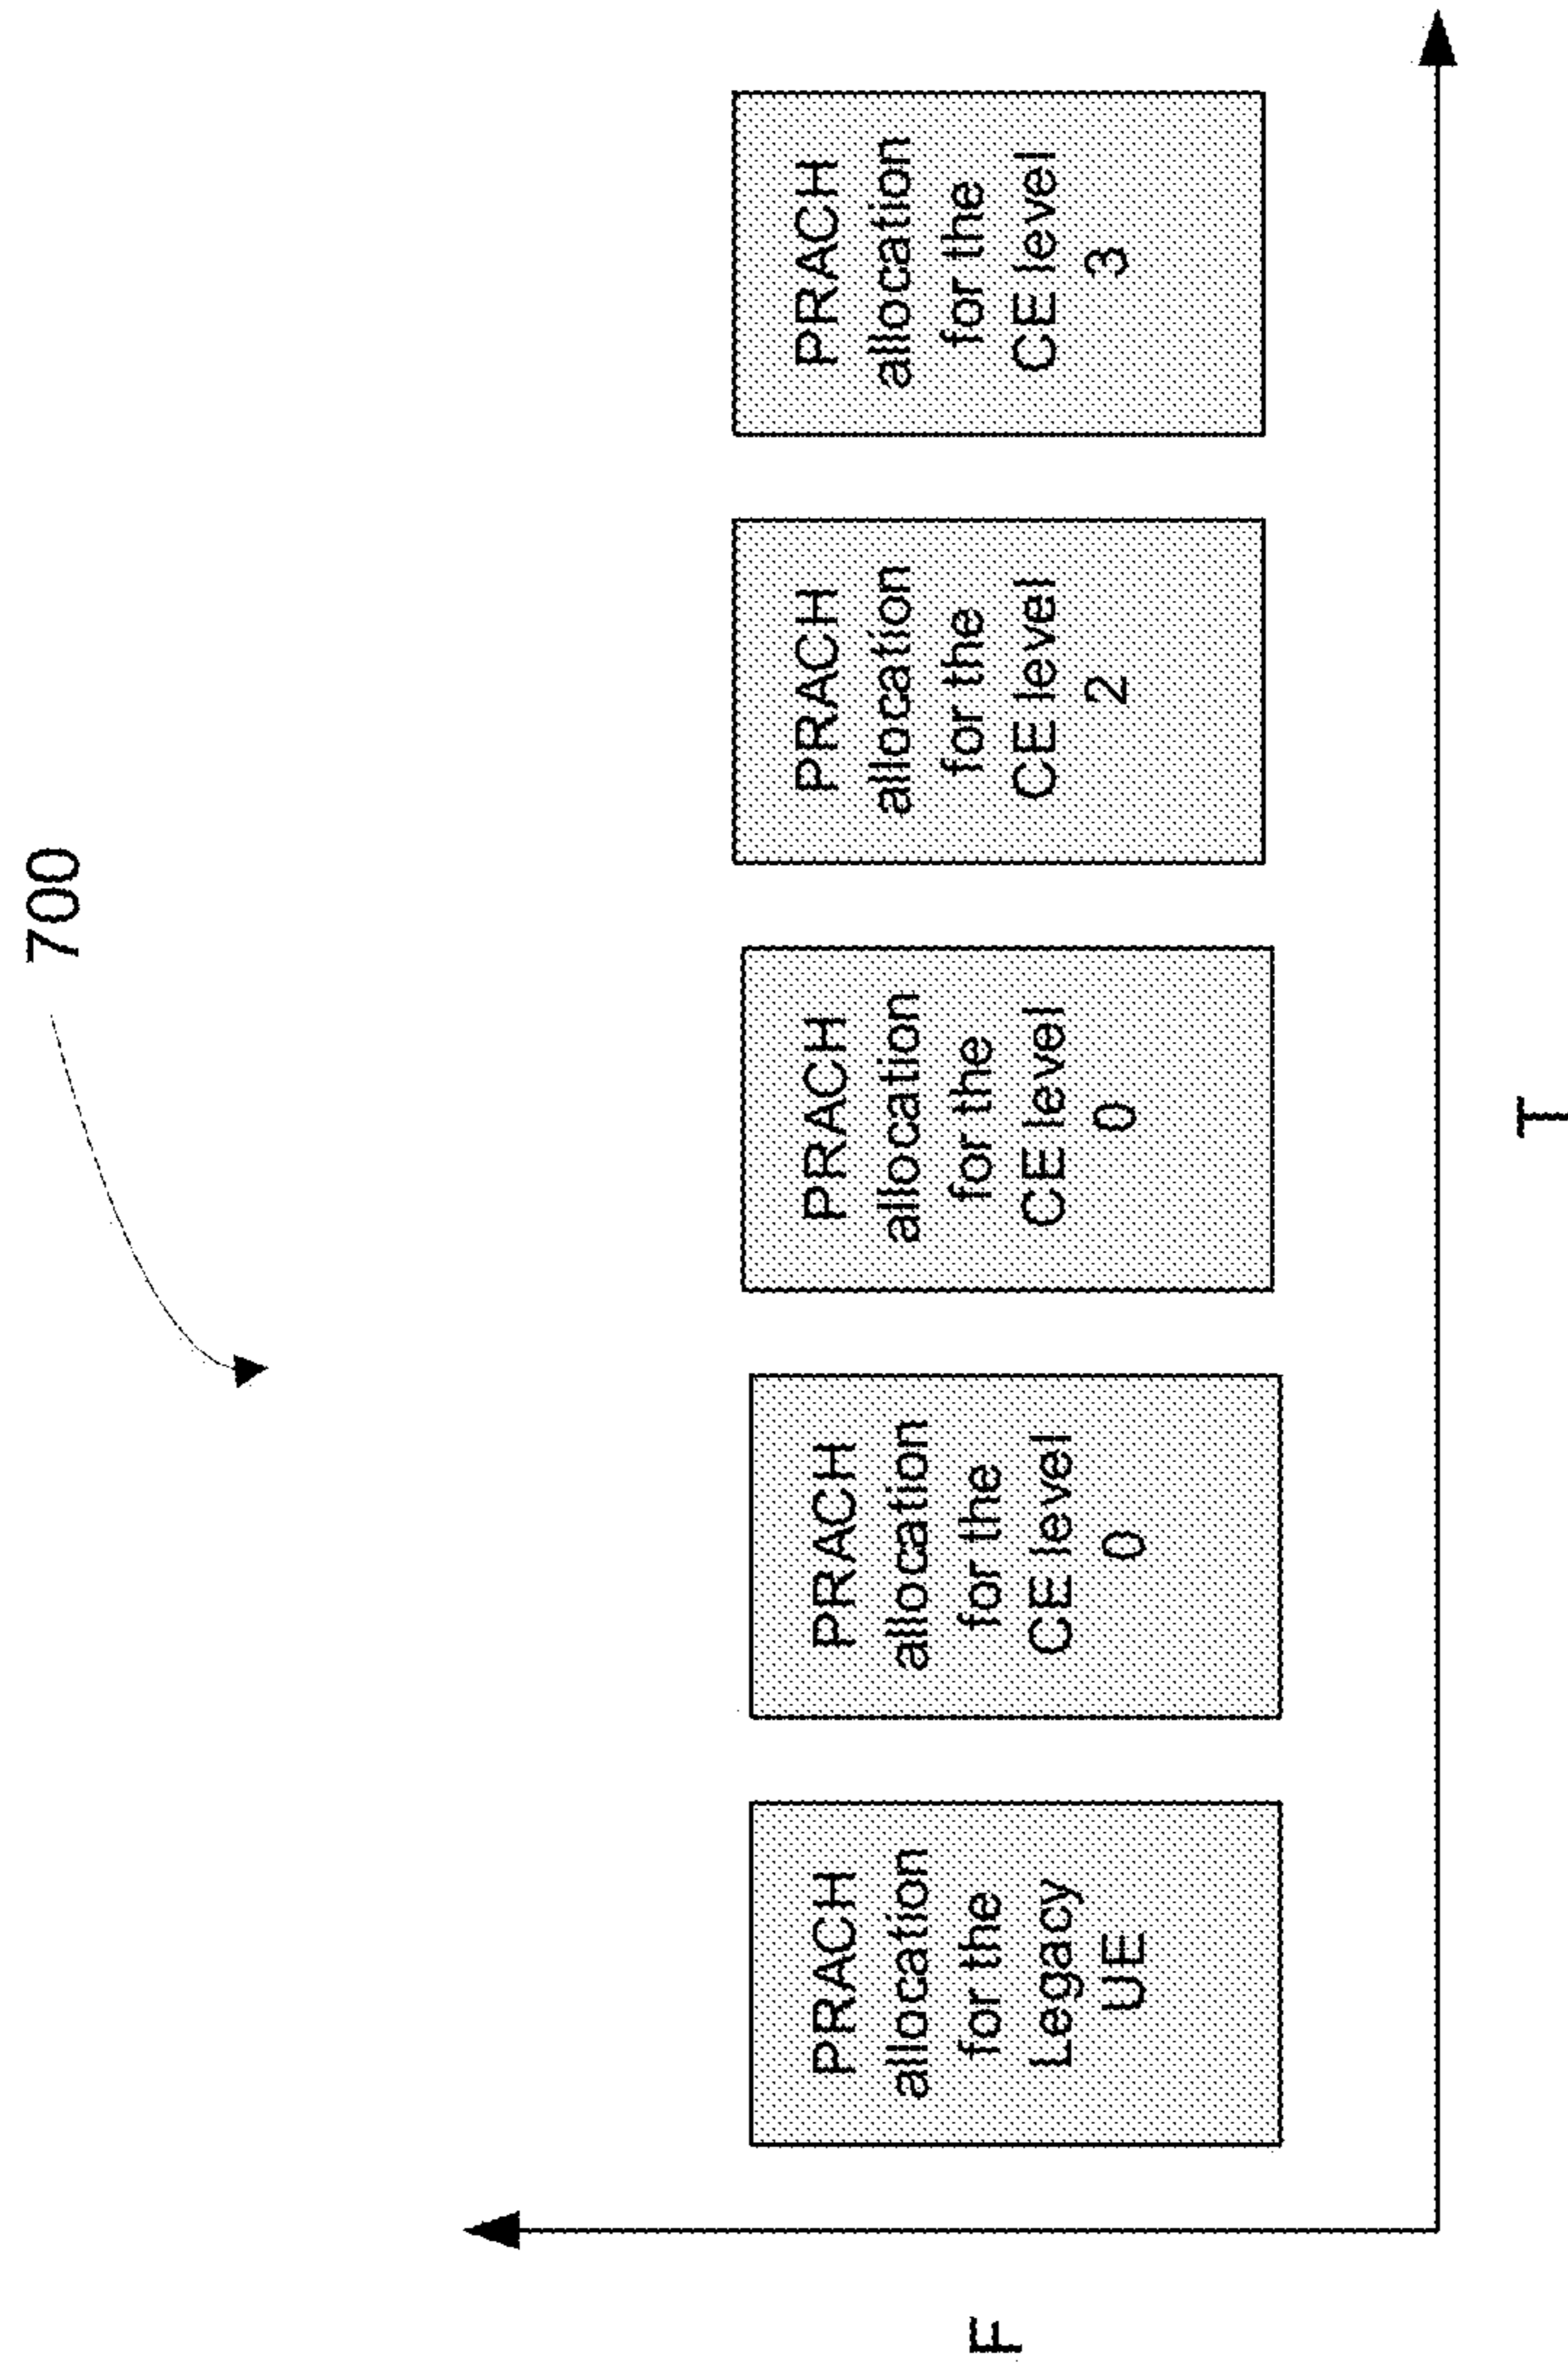 700
F
PRACH
allocation
for the
Legacy
UE
PRACH
allocation
for the
CE level
0
PRACH
allocation
for the
CE level
0
PRACH
allocation
for the
CE level
2
PRACH
allocation
for the
CE level
3
T